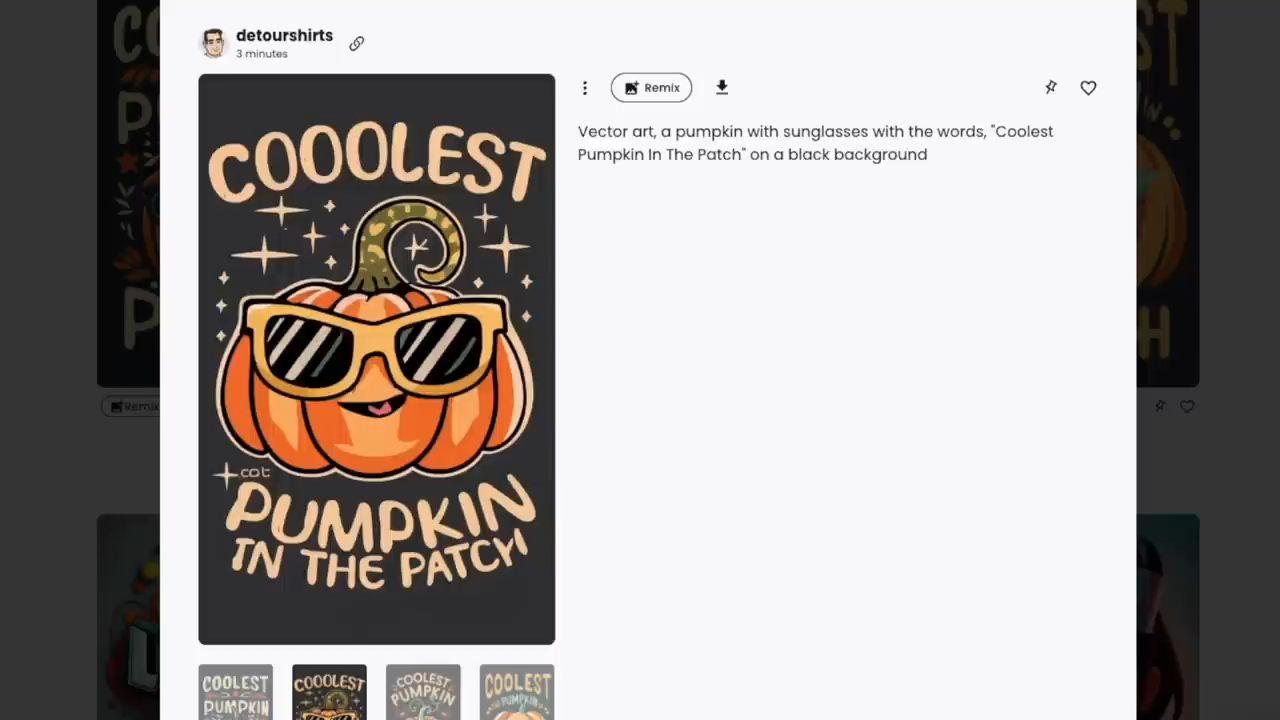 detourshirts
3 minutes
Remix
Vector art, a pumpkin with sunglasses with the words, "Coolest
Pumpkin In The Patch" on a black background
COOOLEST
cot
PUMPKIN
IN THE PATCH
Remix
COOLEST
PUMPKIN
COOOLEST
COOLEST
PUMPKIN
COOLEST